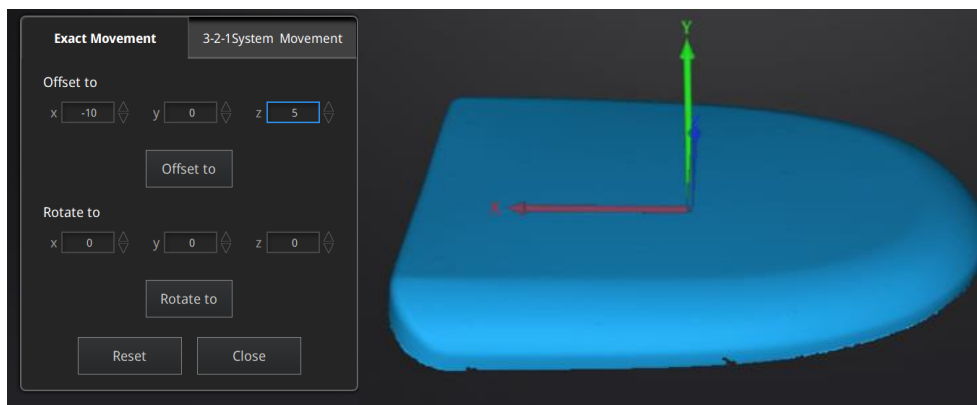 Exact Movement
3-2-1System Movement
Offset to
x -10 y 0 z 5
Offset to
Rotate to
x 0 y 0 z 0
Rotate to
Reset
Close
Y
X